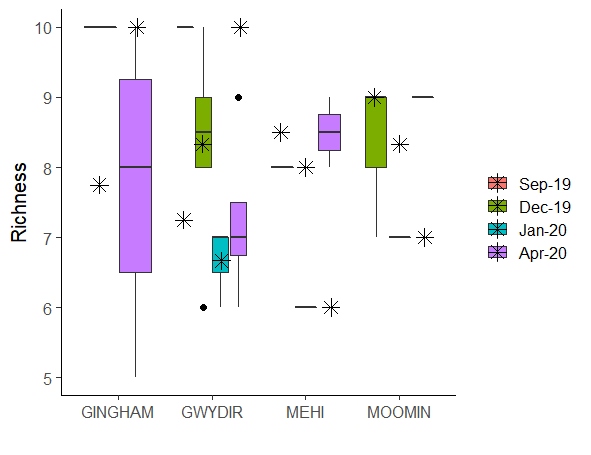 Richness
10
9
8
7
6
5
GINGHAM GWYDIR MEHI MOOMIN
Sep-19
Dec-19
Jan-20
Apr-20